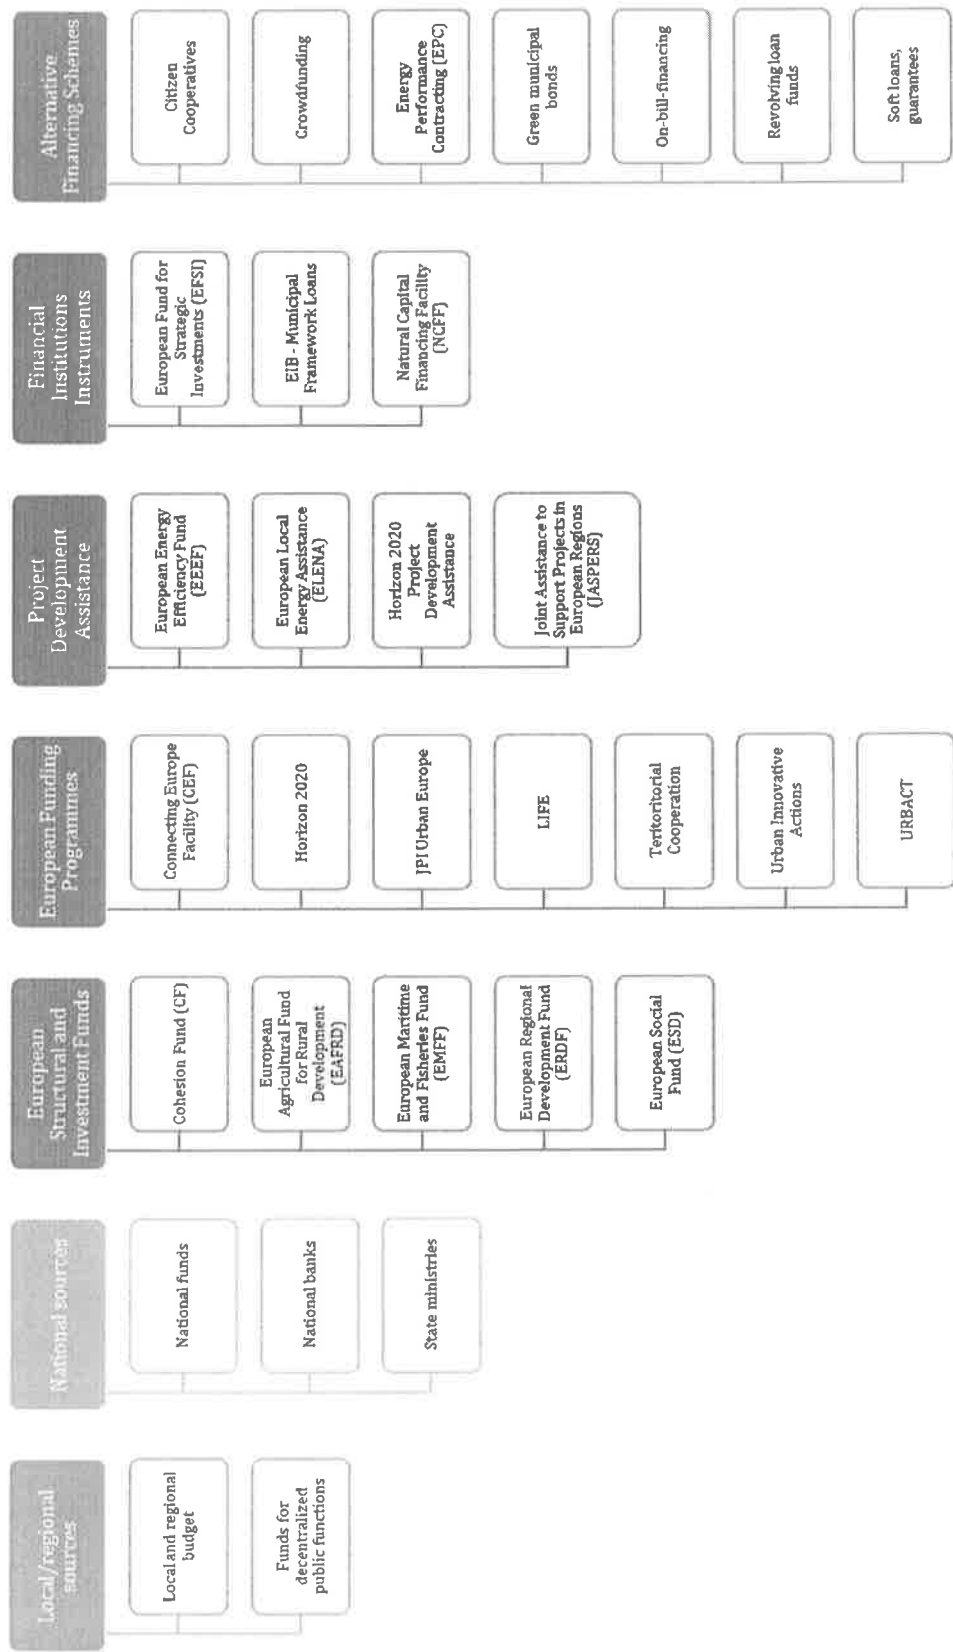 Local/regional
sources
Local and regional
budget
Funds for
decentralized
public functions
National sources
National funds
National banks
State ministries
European
Structural and
Investment Funds
Cohesion Fund (CF)
European
Agricultural Fund
for Rural
Development
(EAFRD)
European Maritime
and Fisheries Fund
(EMFF)
European Regional
Development Fund
(ERDF)
European Social
Fund (ESD)
European Funding
Programmes
Connecting Europe
Facility (CEF)
Horizon 2020
JPI Urban Europe
LIFE
Teritoritorial
Cooperation
Urban Innovative
Actions
URBACT
Project
Development
Assistance
European Energy
Efficiency Fund
(EEEF)
European Local
Energy Assistance
(ELENA)
Horizon 2020
Project
Development
Assistance
Joint Assistance to
Support Projects in
European Regions
(JASPERS)
Financial
Institutions
Instruments
European Fund for
Strategic
Investments (EFSI)
EIB - Municipal
Framework Loans
Natural Capital
Financing Facility
(NCFF)
Alternative
Financing Schemes
Citizen
Cooperatives
Crowdfunding
Energy
Performance
Contracting (EPC)
Green municipal
bonds
On-bill-financing
Revolving loan
funds
Soft loans,
guarantees